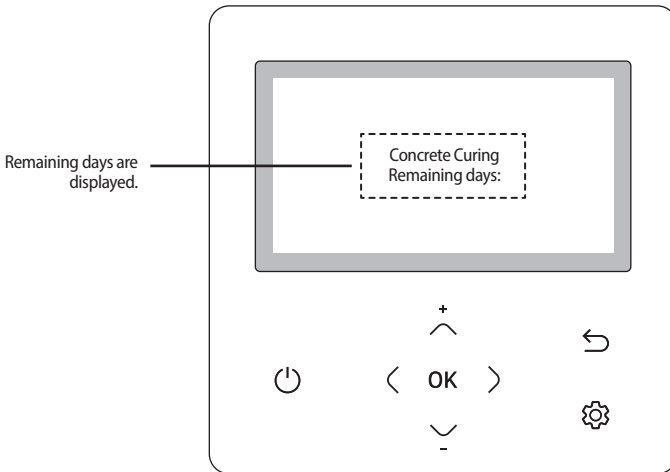 Remaining days are
displayed.
Concrete Curing
Remaining days:
+
OK
-